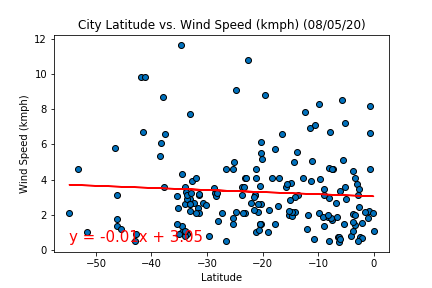 City Latitude vs. Wind Speed (kmph) (08/05/20)
12
10
8
6
4
2
0
Wind Speed (kmph)
y = -0.01x + 3.05
−50 −40 −30 −20 −10 0
Latitude